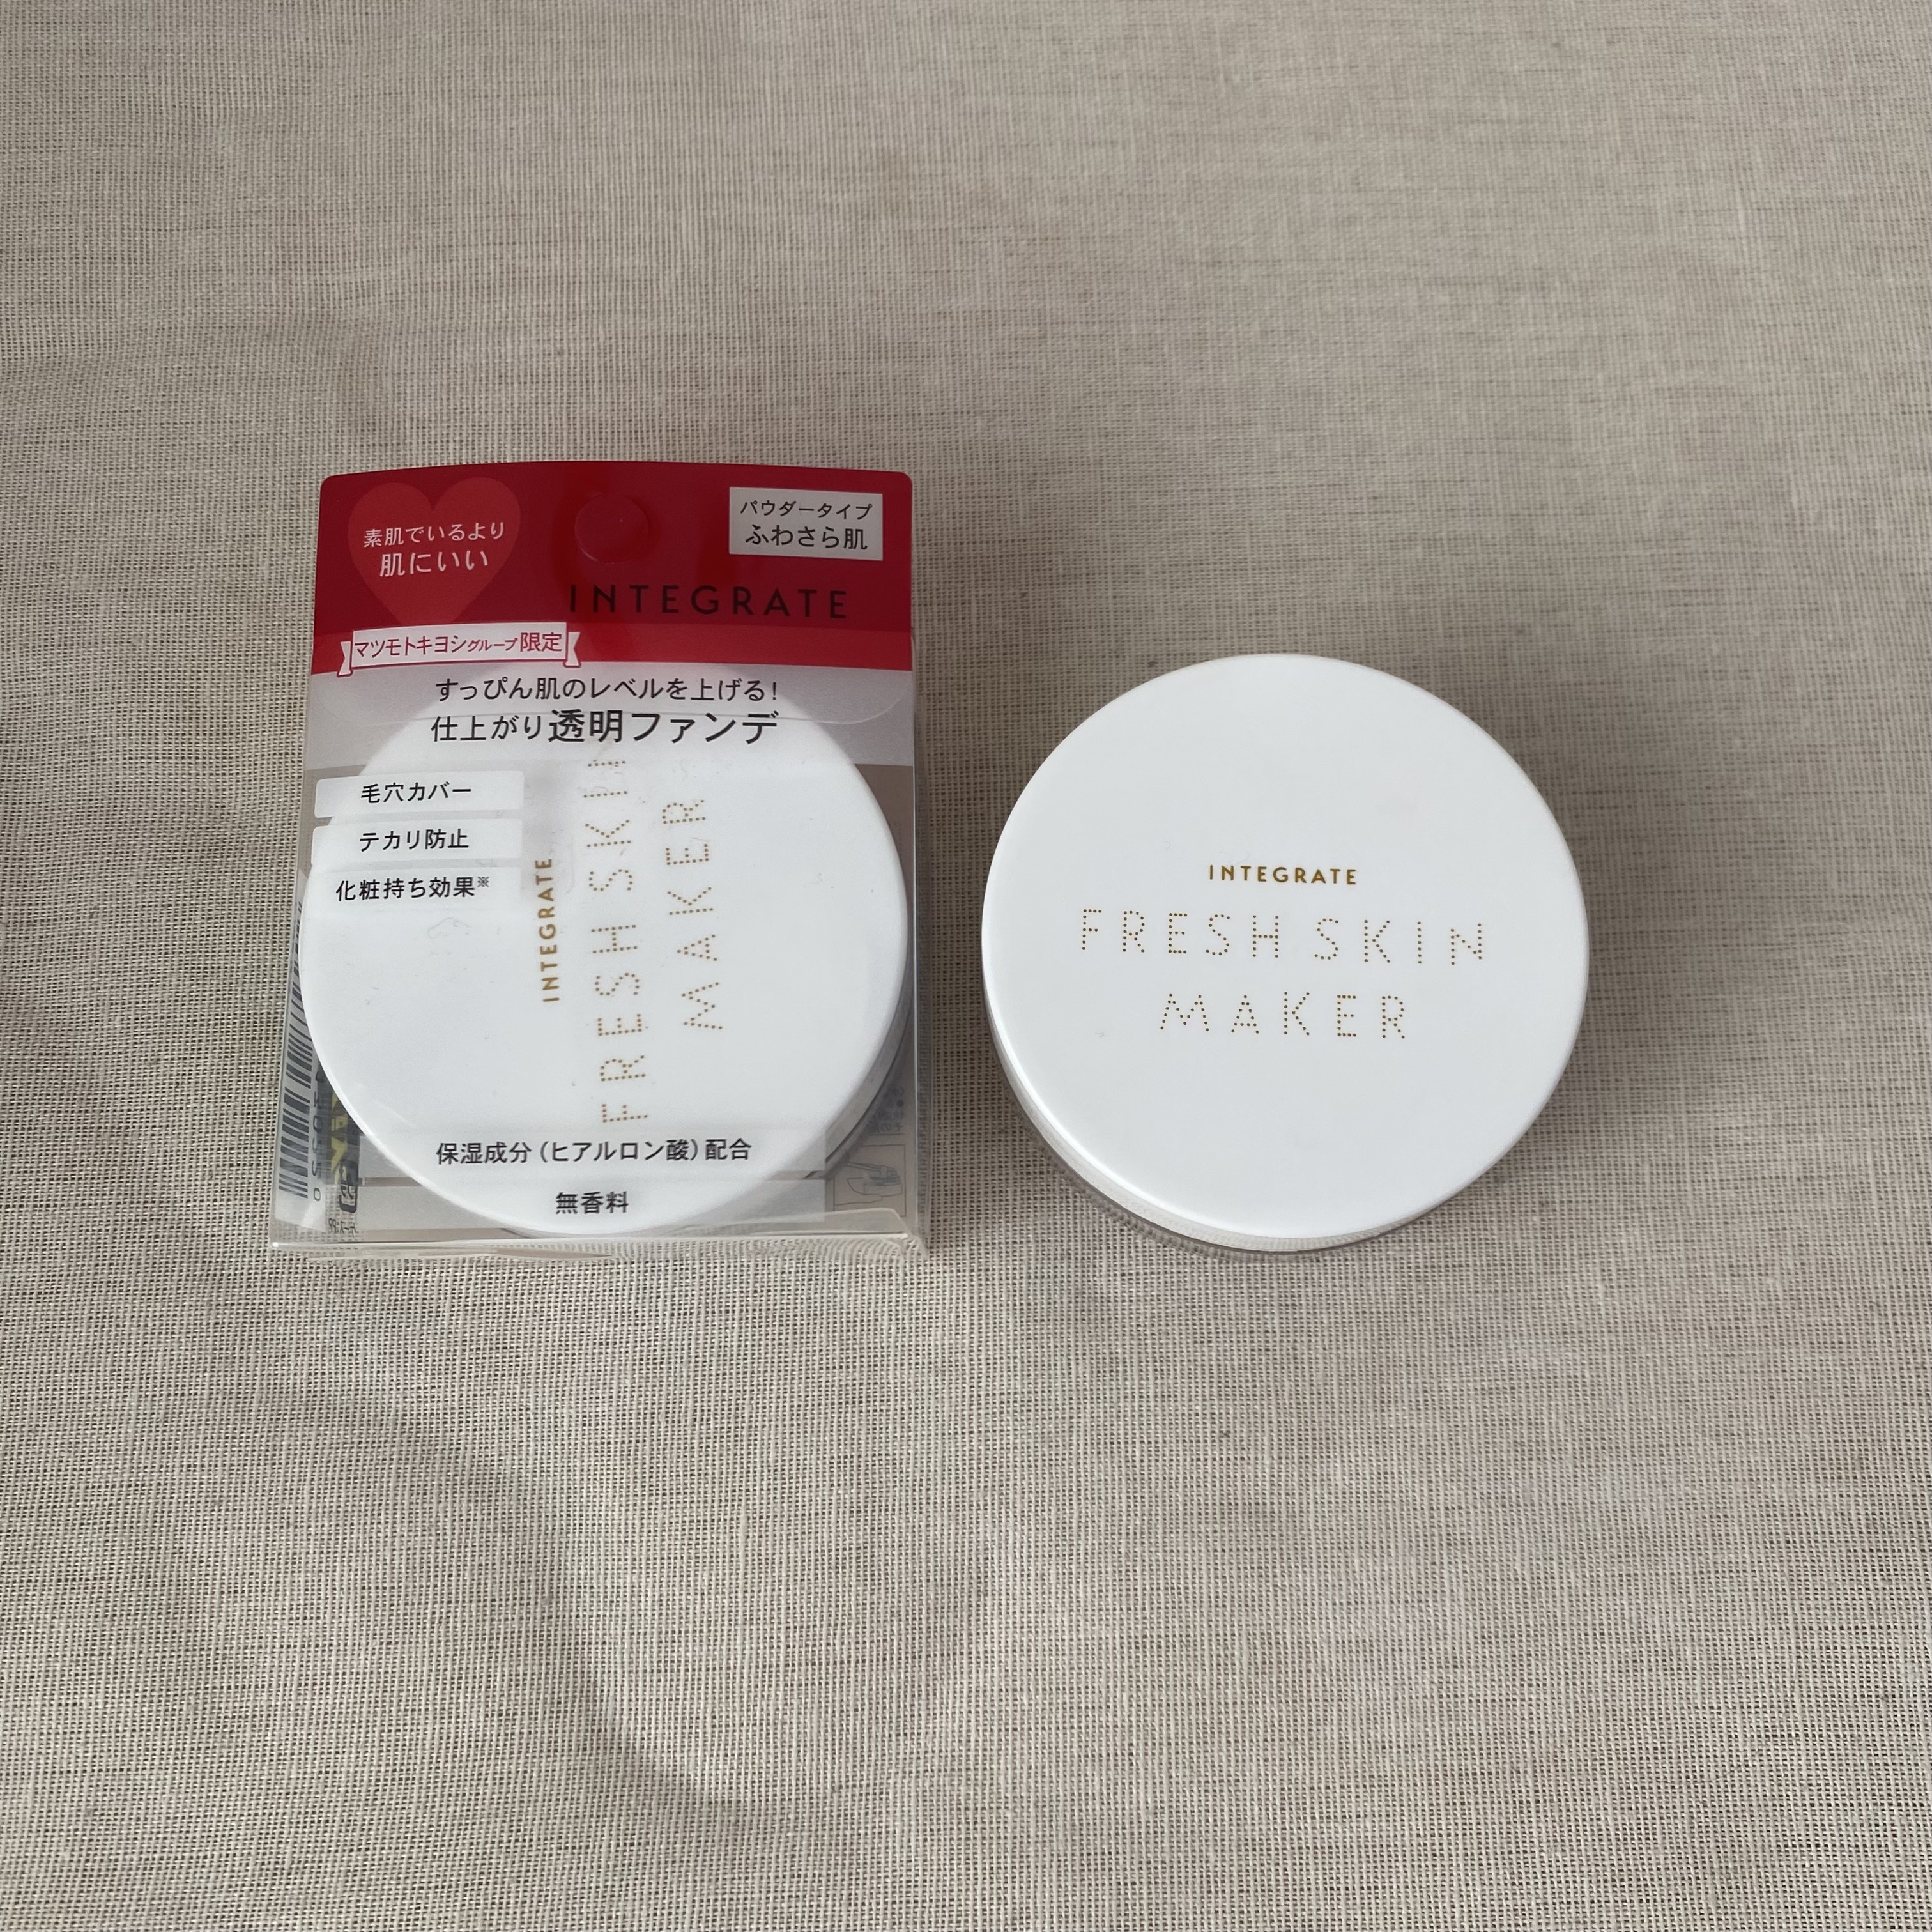 素肌でいるより
肌にいい
パウダータイプ
ふわさら肌
INTEGRATE
マツモトキヨシグループ限定
すっぴん肌のレベルを上げる!
仕上がり透明ファンデ
毛穴カバー
テカリ防止
化粧持ち効果※
INTEGRATE
FRESH SKIN
MAKER
保湿成分(ヒアルロン酸)配合
無香料
INTEGRATE
FRESH SKIN
MAKER